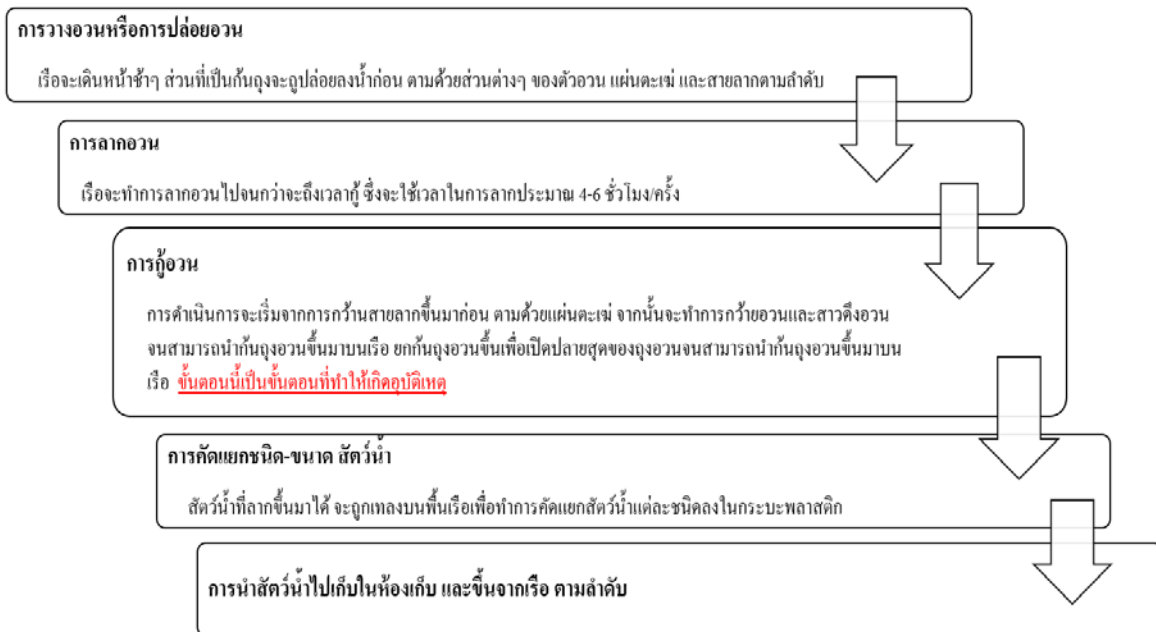 การวางอวนหรือการปล่อยอวน
เรือจะเดินหน้าช้าๆ ส่วนที่เป็นก้นถุงจะถูปล่อยลงน้ำก่อน ตามด้วยส่วนต่างๆ ของตัวอวน แผ่นตะเฆ่ และสายลากตามลำดับ
การลากอวน
เรือจะทำการลากอวนไปจนกว่าจะถึงเวลากู้ ซึ่งจะใช้เวลาในการลากประมาณ 4-6 ชั่วโมง/ครั้ง
การกู้อวน
การดำเนินการจะเริ่มจากการกว้านสายลากขึ้นมาก่อน ตามด้วยแผ่นตะเฆ่ จากนั้นจะทำการกว้ายอวนและสาวดึงอวน
จนสามารถนำก้นถุงอวนขึ้นมาบนเรือ ยกก้นถุงอวนขึ้นเพื่อเปิดปลายสุดของถุงอวนจนสามารถนำก้นถุงอวนขึ้นมาบน
เรือ ขั้นตอนนี้เป็นขั้นตอนที่ทำให้เกิดอุบัติเหตุ
การคัดแยกชนิด-ขนาด สัตว์น้ำ
สัตว์น้ำที่ลากขึ้นมาได้ จะถูกเทลงบนพื้นเรือเพื่อทำการคัดแยกสัตว์น้ำแต่ละชนิดลงในกระบะพลาสติก
การนำสัตว์น้ำไปเก็บในห้องเก็บ และขึ้นจากเรือ ตามลำดับ